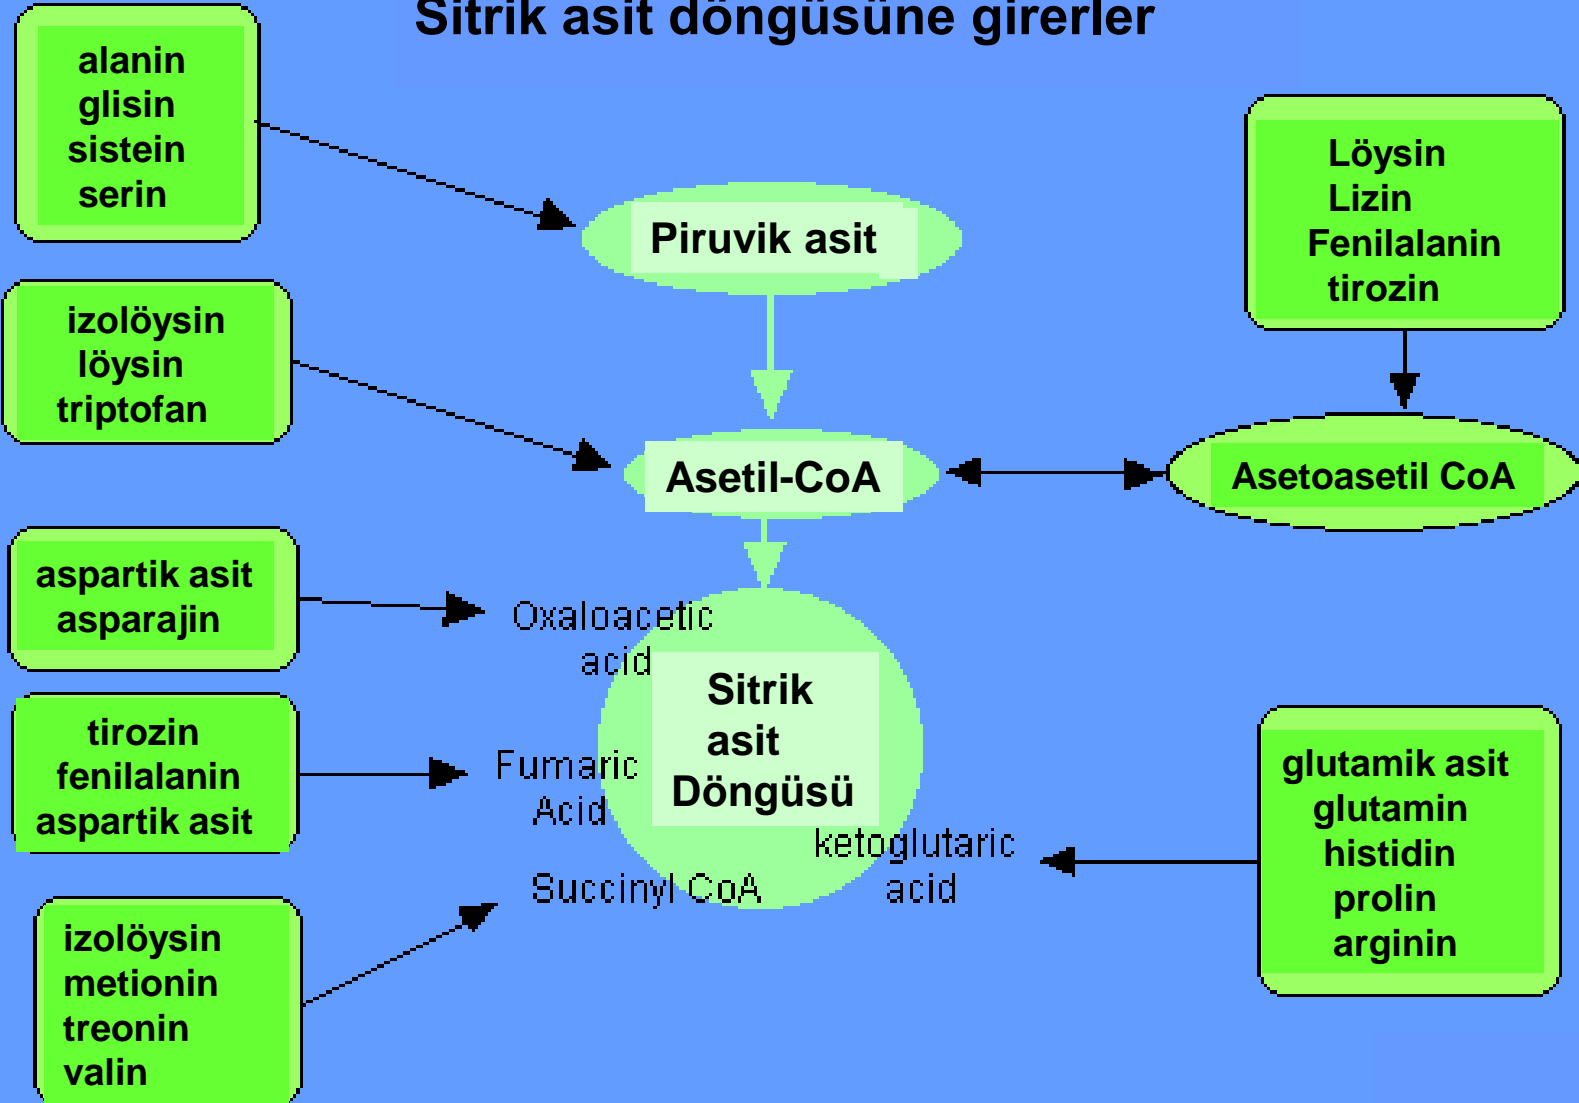 Sitrik asit döngüsüne girerler
alanin
glisin
sistein
serin
Piruvik asit
Löysin
Lizin
Fenilalanin
tirozin
izolöysin
löysin
triptofan
Asetil-CoA
Asetoasetil CoA
aspartik asit
asparajin
Oxaloacetic
acid
Sitrik
asit
Döngüsü
tirozin
fenilalanin
aspartik asit
Fumaric
Acid
glutamik asit
glutamin
histidin
prolin
arginin
ketoglutaric
acid
Succinyl CoA
izolöysin
metionin
treonin
valin